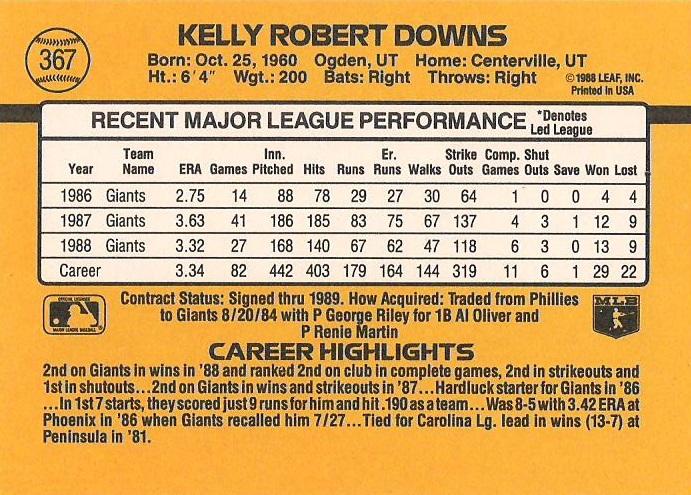 367
KELLY ROBERT DOWNS
Born: Oct. 25, 1960 Ogden, UT Home: Centerville, UT
Ht.: 6'4" Wgt.: 200 Bats: Right Throws: Right
©1988 LEAF, INC.
Printed in USA
RECENT MAJOR LEAGUE PERFORMANCE *Denotes
Led League
Year Team Name ERA Games Inn. Pitched Hits Runs Er. Runs Walks Strike Outs Comp. Games Shut Outs Save Won Lost
1986 Giants 2.75 14 88 78 29 27 30 64 1 0 0 4 4
1987 Giants 3.63 41 186 185 83 75 67 137 4 3 1 12 9
1988 Giants 3.32 27 168 140 67 62 47 118 6 3 0 13 9
Career 3.34 82 442 403 179 164 144 319 11 6 1 29 22
OFFICIAL LICENSEE
MAJOR LEAGUE BASEBALL
Contract Status: Signed thru 1989. How Acquired: Traded from Phillies
to Giants 8/20/84 with P George Riley for 1B Al Oliver and
P Renie Martin
MLB
CAREER HIGHLIGHTS
2nd on Giants in wins in '88 and ranked 2nd on club in complete games, 2nd in strikeouts and
1st in shutouts...2nd on Giants in wins and strikeouts in '87...Hardluck starter for Giants in '86
...In 1st 7 starts, they scored just 9 runs for him and hit .190 as a team...Was 8-5 with 3.42 ERA at
Phoenix in '86 when Giants recalled him 7/27...Tied for Carolina Lg. lead in wins (13-7) at
Peninsula in '81.